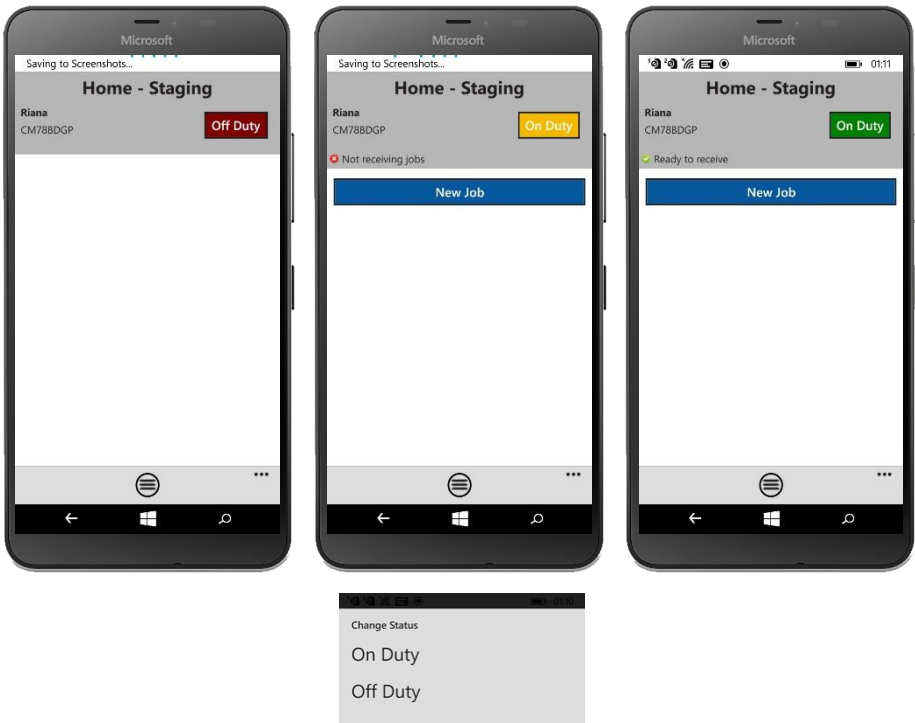 Microsoft
Saving to Screenshots...
Home - Staging
Riana
CM78BDGP
Off Duty
Microsoft
Saving to Screenshots...
Home - Staging
Riana
CM78BDGP
On Duty
Not receiving jobs
New Job
Microsoft
01:11
Home - Staging
Riana
CM78BDGP
On Duty
Ready to receive
New Job
01:10
Change Status
On Duty
Off Duty